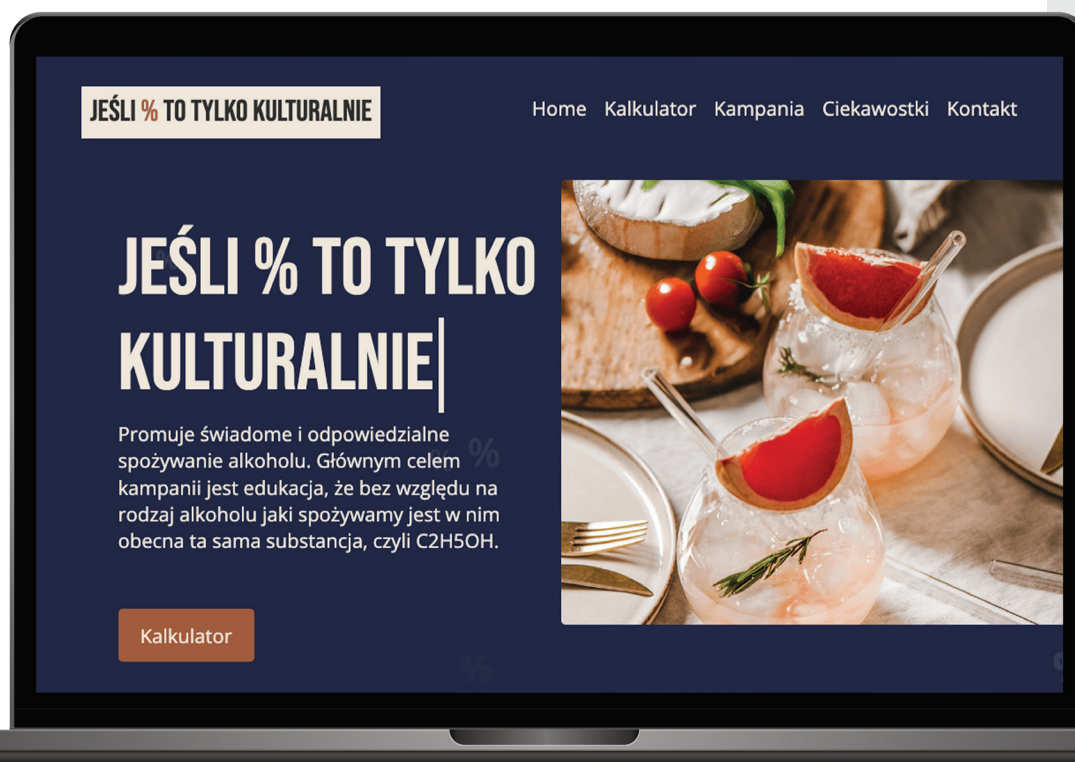 JEŚLI % TO TYLKO KULTURALNIE
Home Kalkulator Kampania Ciekawostki Kontakt
JEŚLI % TO TYLKO
KULTURALNIE
Promuje świadome i odpowiedzialne
spożywanie alkoholu. Głównym celem
kampanii jest edukacja, że bez względu na
rodzaj alkoholu jaki spożywamy jest w nim
obecna ta sama substancja, czyli C2H5OH.
%
Kalkulator
%